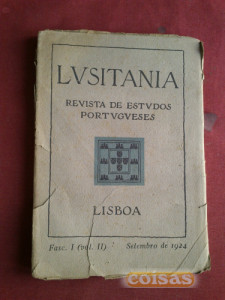 LVSITANIA
REVISTA DE ESTVDOS
PORTVGVESES
LISBOA
Fasc. I (vol. II) Setembro de 1924
coisas